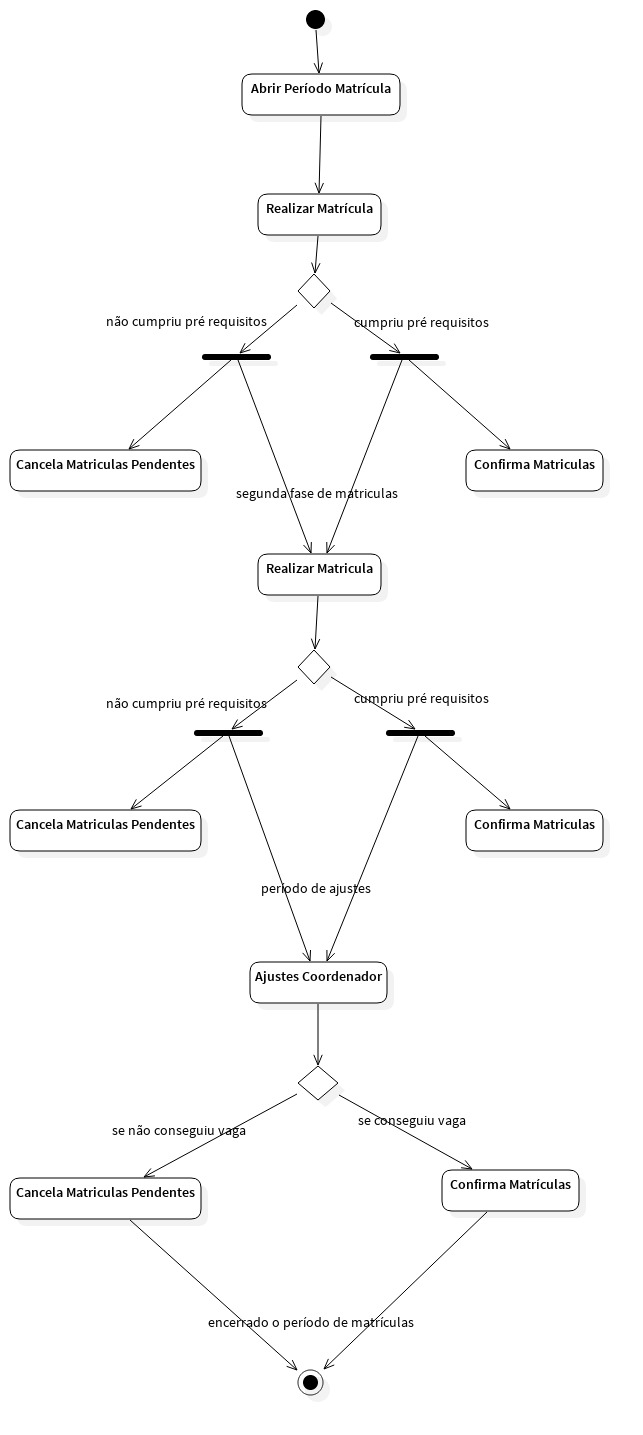 Abrir Período Matrícula
Realizar Matrícula
não cumpriu pré requisitos
cumpriu pré requisitos
Cancela Matriculas Pendentes
Confirma Matriculas
segunda fase de matriculas
Realizar Matricula
não cumpriu pré requisitos
cumpriu pré requisitos
Cancela Matriculas Pendentes
Confirma Matriculas
período de ajustes
Ajustes Coordenador
se não conseguiu vaga
se conseguiu vaga
Cancela Matriculas Pendentes
Confirma Matrículas
encerrado o período de matrículas